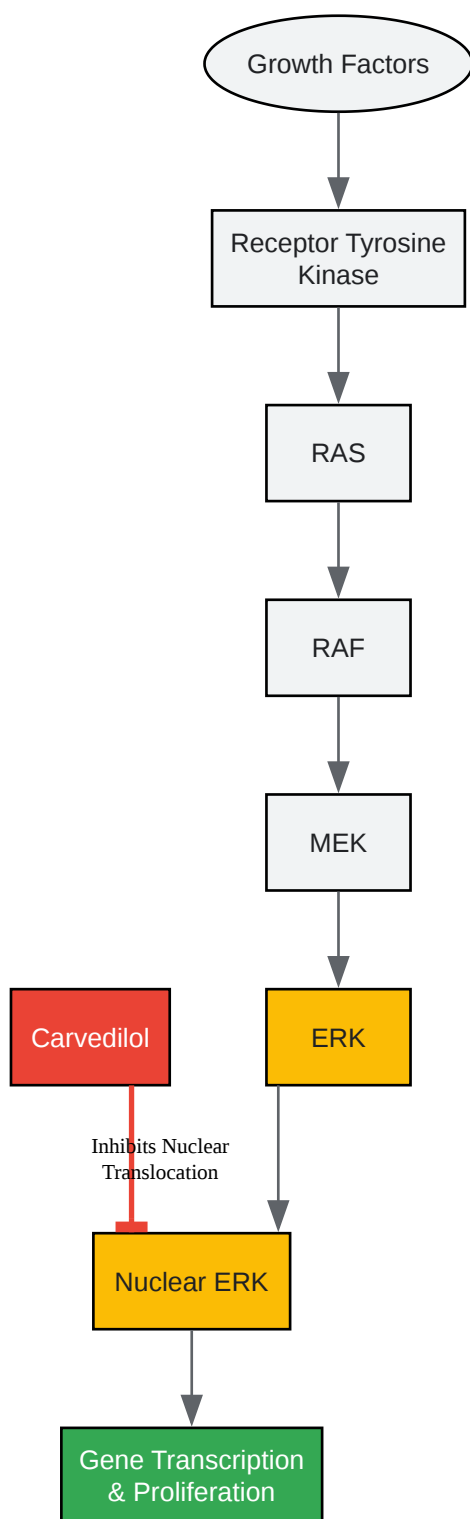 Growth Factors
Receptor Tyrosine
Kinase
RAS
RAF
MEK
Carvedilol
ERK
Inhibits Nuclear
Translocation
Nuclear ERK
Gene Transcription
& Proliferation